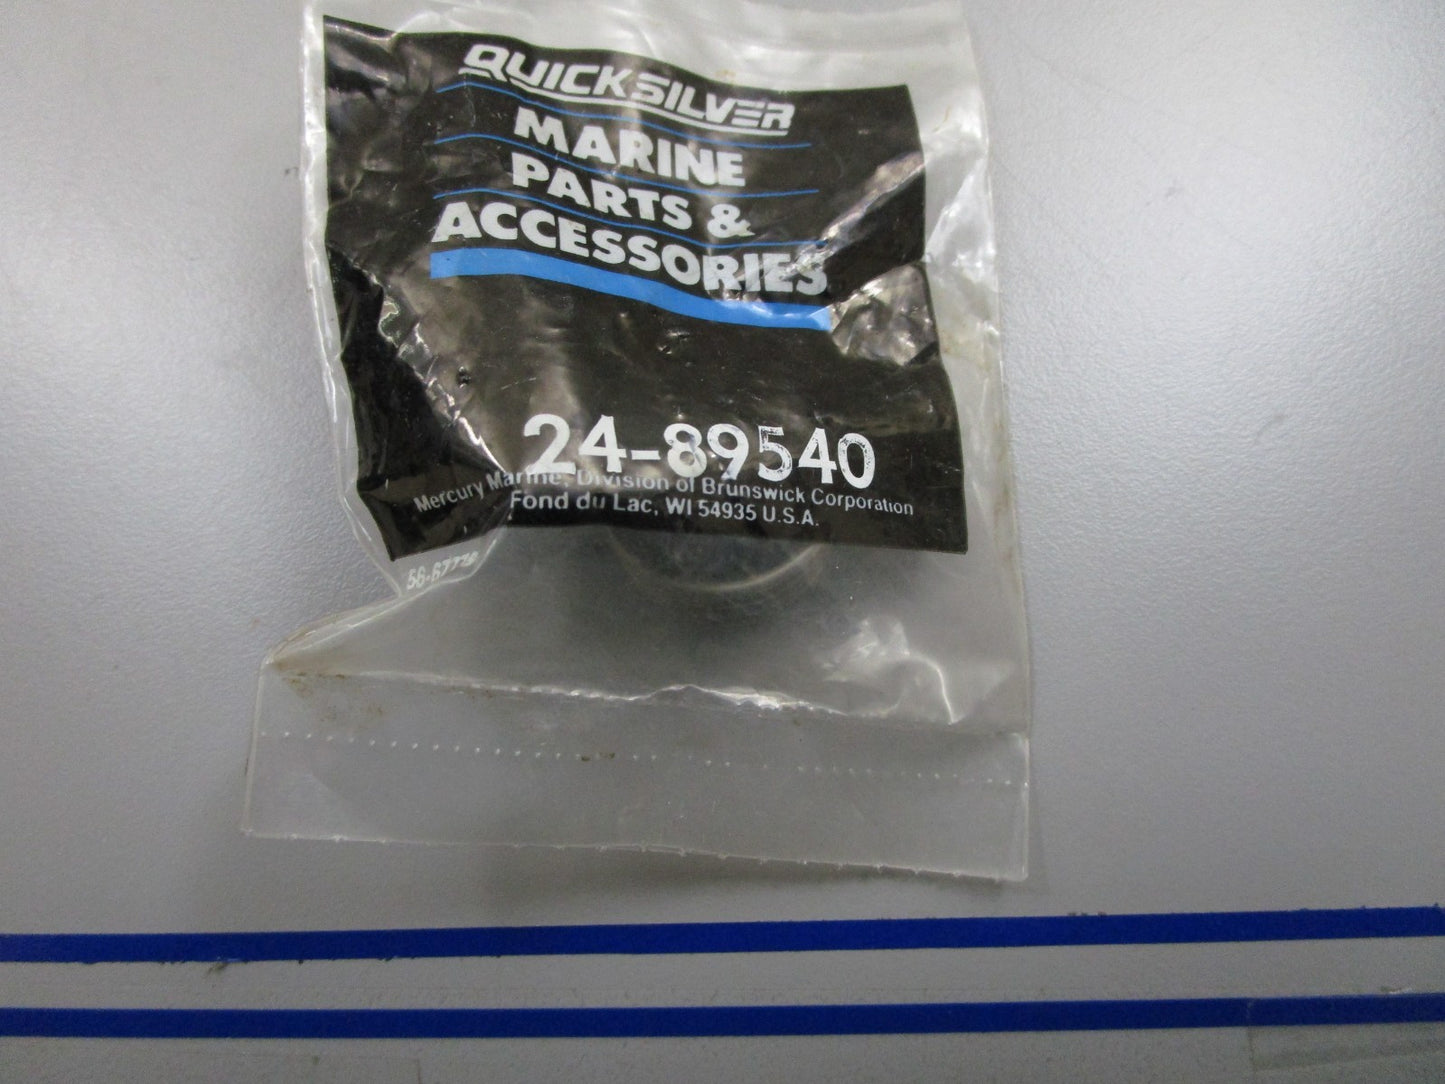 QUICKSILVER
MARINE
PARTS &
ACCESSORIES
24-89540
Mercury Marine, Division of Brunswick Corporation
Fond du Lac, WI 54935 U.S.A.